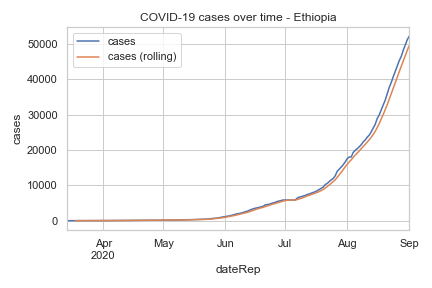 COVID-19 cases over time - Ethiopia
cases
cases (rolling)
50000
40000
30000
20000
10000
0
cases
Apr
2020
May
Jun
Jul
Aug
Sep
dateRep